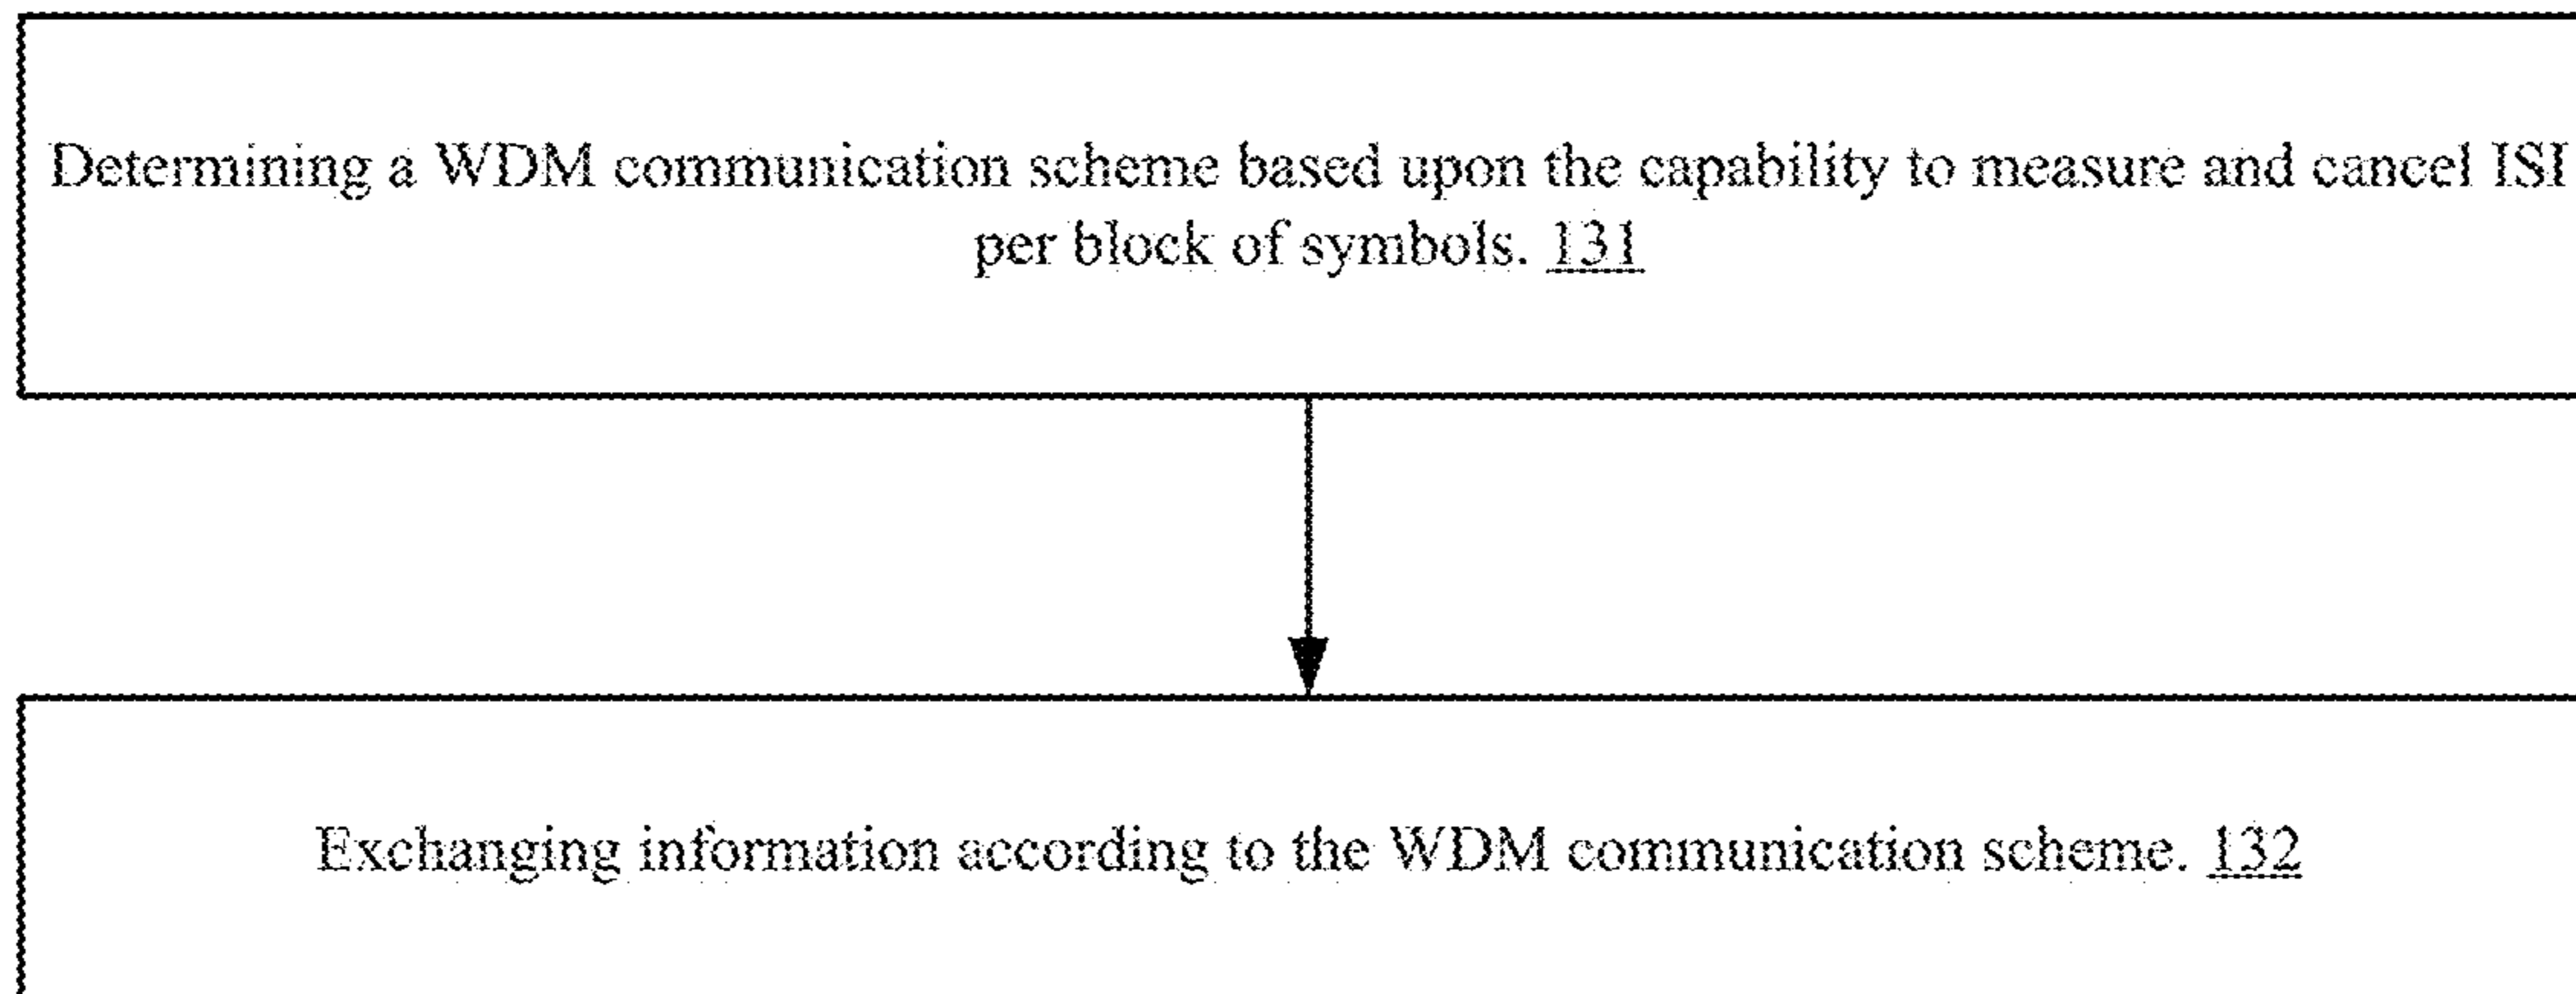 Determining a WDM communication scheme based upon the capability to measure and cancel ISI
per block of symbols. 131
Exchanging information according to the WDM communication scheme. 132